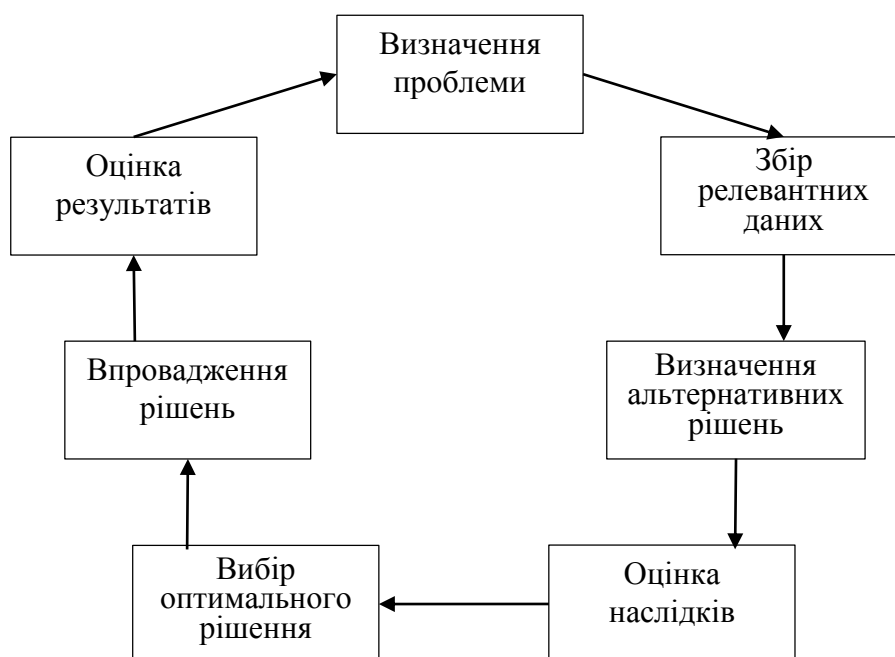 Визначення
проблеми
Збір
релевантних
даних
Визначення
альтернативних
рішень
Оцінка
наслідків
Вибір
оптимального
рішення
Впровадження
рішень
Оцінка
результатів